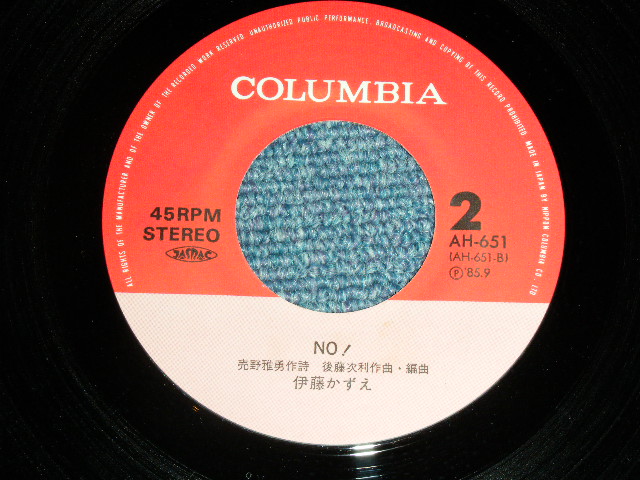 ALL RIGHTS OF THE MANUFACTURER AND OF THE OWNER OF THE RECORDED WORK RESERVED. UNAUTHORIZED PUBLIC PERFORMANCE, BROADCASTING AND COPYING OF THIS RECORD PROHIBITED. MADE IN JAPAN BY NIPPON COLUMBIA CO. LTD.
COLUMBIA
45RPM
STEREO
JASRAC
2
AH-651
(AH-651-B)
Ⓟ '85.9
NO!
売野雅勇作詩 後藤次利作曲・編曲
伊藤かずえ